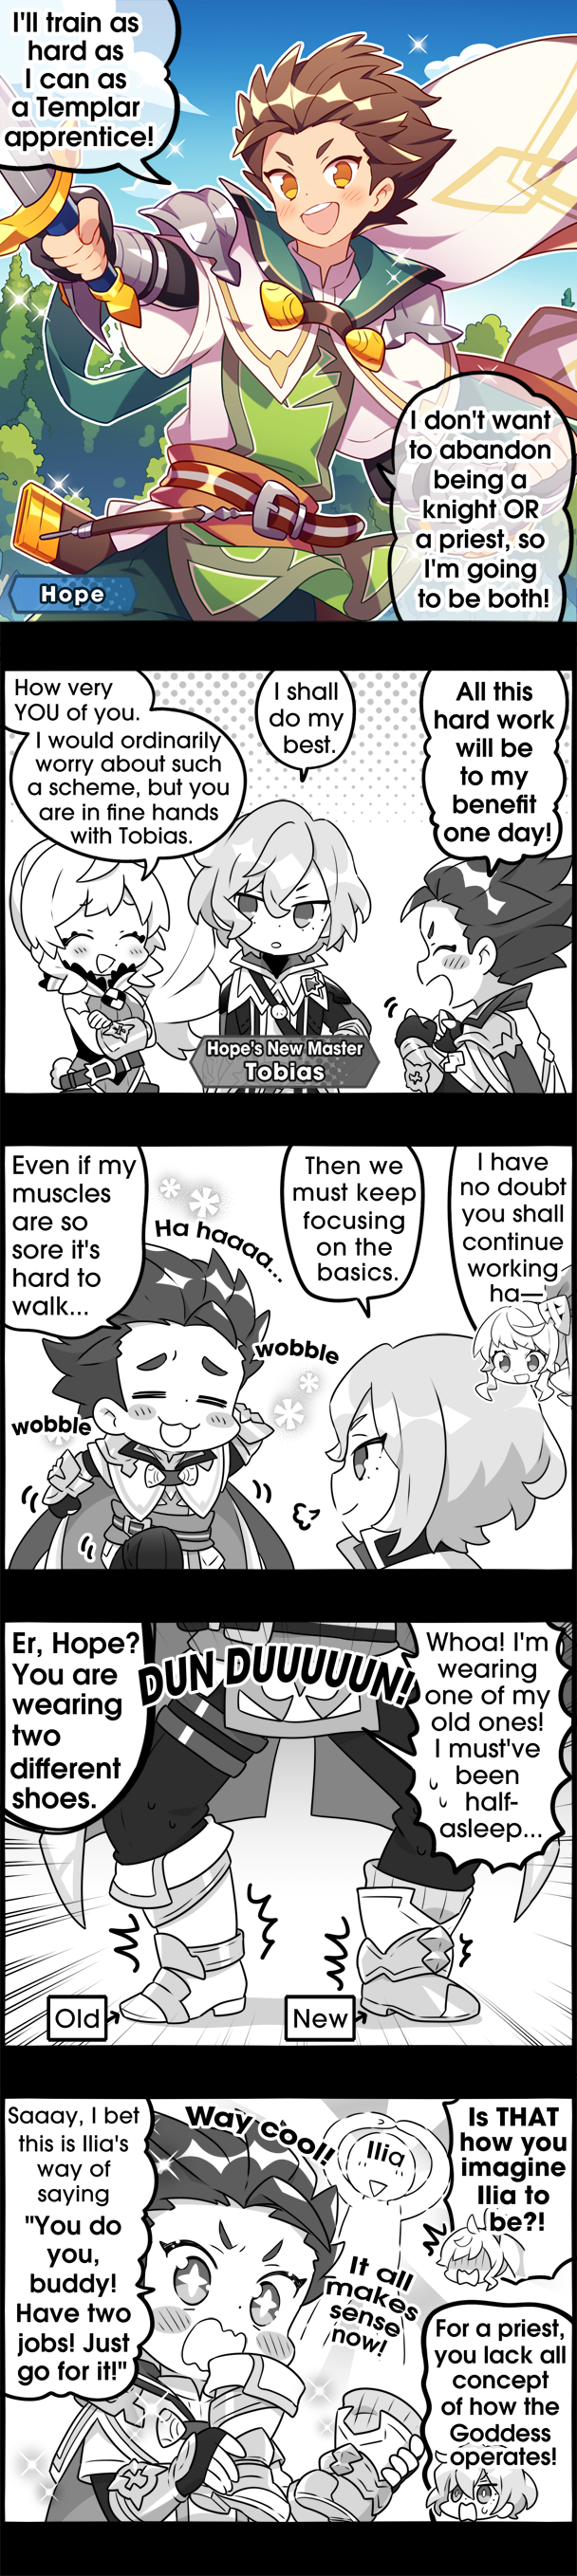 I'll train as
hard as
I can as
a Templar
apprentice!
I don't want
to abandon
being a
knight OR
a priest, so
I'm going
to be both!
Hope
All this
hard work
will be
to my
benefit
one day!
I shall
do my
best.
How very
YOU of you.
I would ordinarily
worry about such
a scheme, but you
are in fine hands
with Tobias.
Hope's New Master
Tobias
I have
no doubt
you shall
continue
working
ha—
Then we
must keep
focusing
on the
basics.
Even if my
muscles
are so
sore it's
hard to
walk...
Ha haaaa...
wobble
wobble
Er, Hope?
You are
wearing
two
different
shoes.
DUN DUUUUUN!
Whoa! I'm
wearing
one of my
old ones!
I must've
been
half-
asleep...
Old
New
Saaay, I bet
this is Ilia's
way of
saying
"You do
you,
buddy!
Have two
jobs! Just
go for it!"
Way cool!
Ilia
It all
makes
sense
now!
Is THAT
how you
imagine
Ilia to
be?!
For a priest,
you lack all
concept
of how the
Goddess
operates!